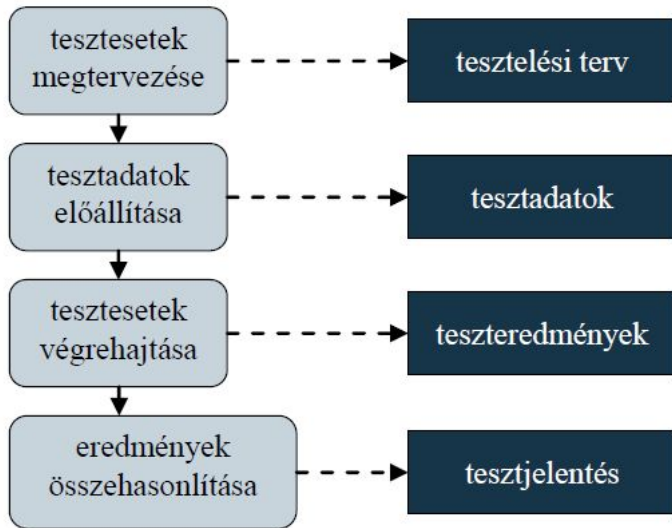 tesztesetek
megtervezése
tesztelési terv
tesztadatok
előállítása
tesztadatok
tesztesetek
végrehajtása
teszteredmények
eredmények
összehasonlítása
tesztjelentés